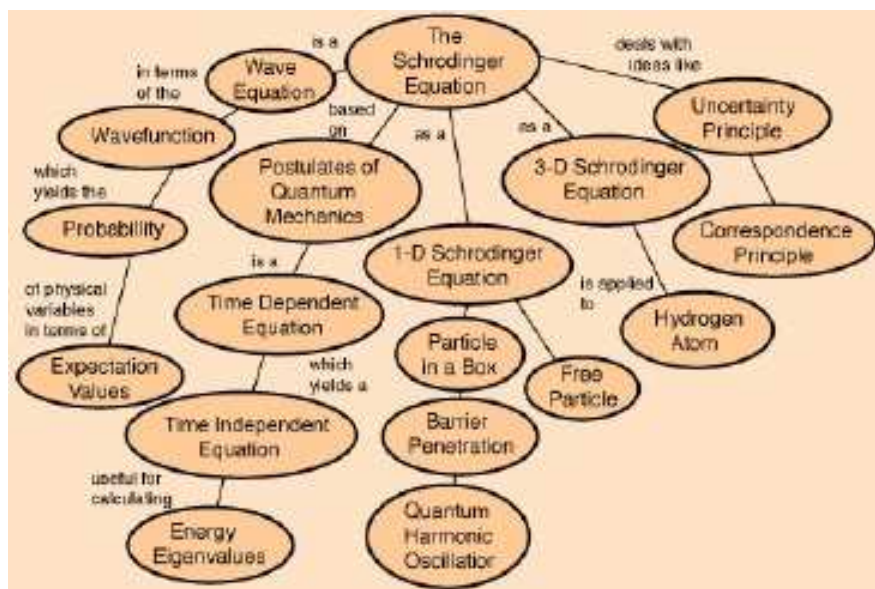 The
Schrodinger
Equation
is a
Wave
Equation
in terms
of the
Wavefunction
which
yields the
Probability
of physical
variables
in terms of
Expectation
Values
based
on
Postulates of
Quantum
Mechanics
is a
Time Dependent
Equation
which
yields a
Time Independent
Equation
useful for
calculating
Energy
Eigenvalues
as a
1-D Schrodinger
Equation
Particle
in a Box
Barrier
Penetration
Quantum
Harmonic
Oscillatior
Free
Particle
as a
3-D Schrodinger
Equation
is applied
to
Hydrogen
Atom
deals with
ideas like
Uncertainty
Principle
Correspondence
Principle